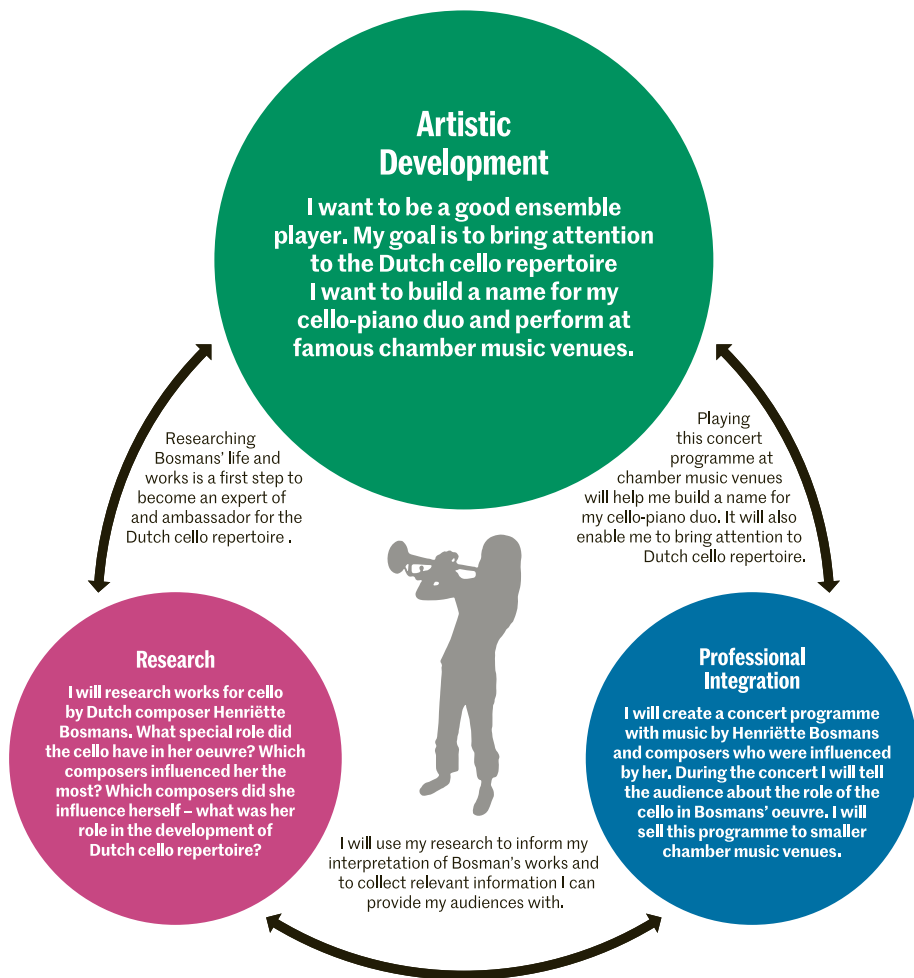 Artistic
Development
I want to be a good ensemble
player. My goal is to bring attention
to the Dutch cello repertoire
I want to build a name for my
cello-piano duo and perform at
famous chamber music venues.
Researching
Bosmans’ life and
works is a first step to
become an expert of
and ambassador for the
Dutch cello repertoire .
Playing
this concert
programme at
chamber music venues
will help me build a name for
my cello-piano duo. It will also
enable me to bring attention to
Dutch cello repertoire.
Research
I will research works for cello
by Dutch composer Henriëtte
Bosmans. What special role did
the cello have in her oeuvre? Which
composers influenced her the
most? Which composers did she
influence herself – what was her
role in the development of
Dutch cello repertoire?
Professional
Integration
I will create a concert programme
with music by Henriëtte Bosmans
and composers who were influenced
by her. During the concert I will tell
the audience about the role of the
cello in Bosmans’ oeuvre. I will
sell this programme to smaller
chamber music venues.
I will use my research to inform my
interpretation of Bosman’s works and
to collect relevant information I can
provide my audiences with.